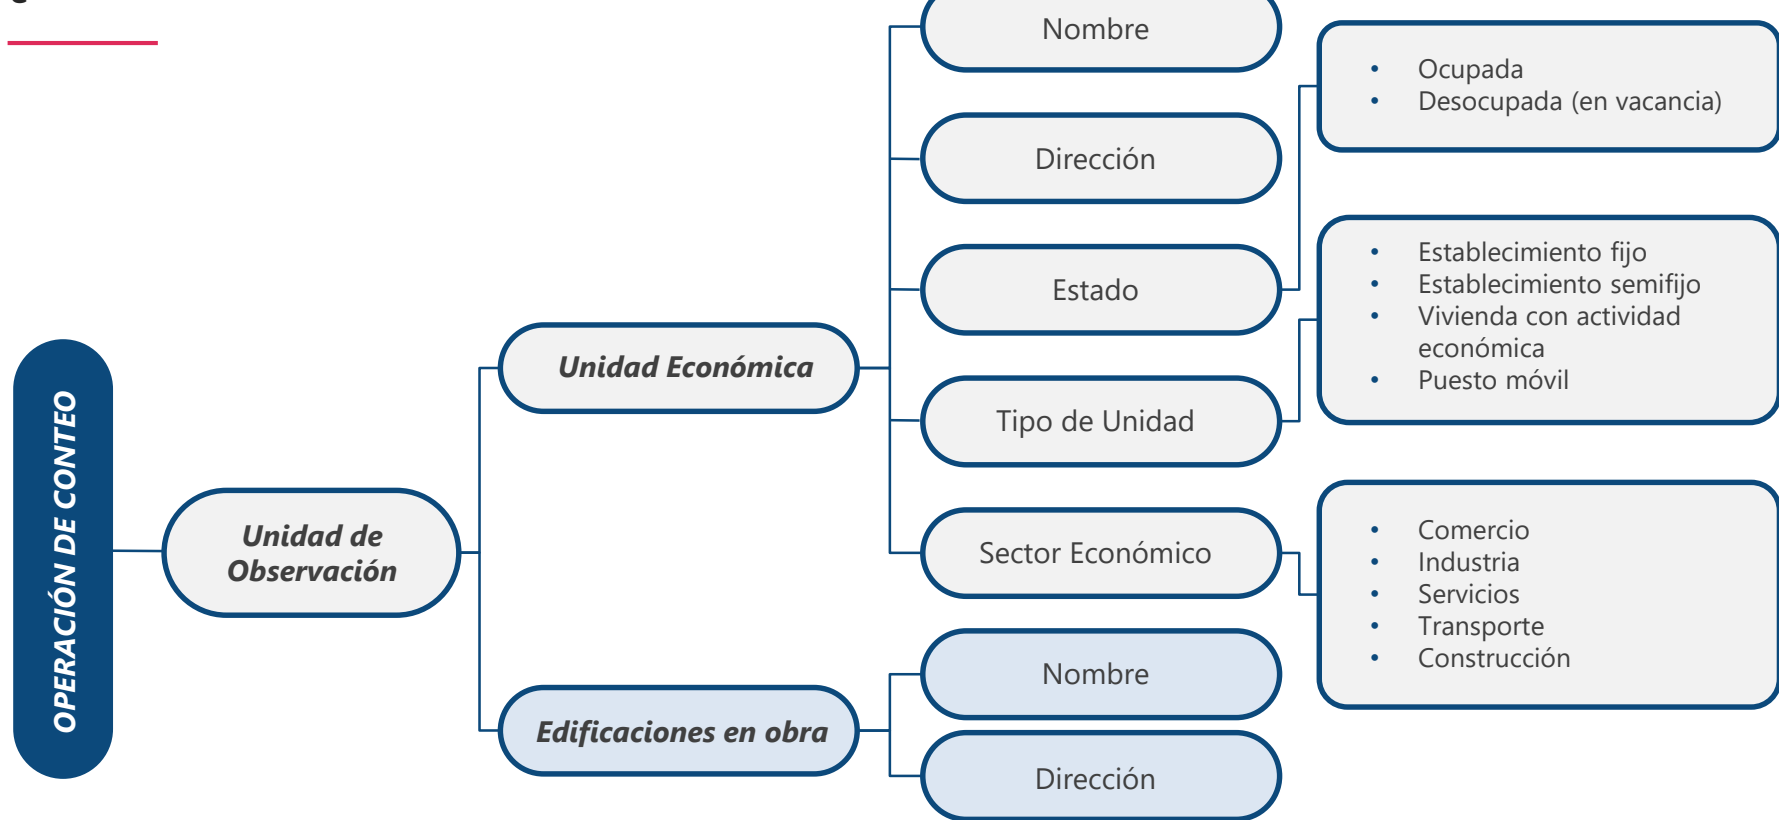 OPERACIÓN DE CONTEO
Unidad de
Observación
Unidad Económica
Nombre
Dirección
Estado
• Ocupada
• Desocupada (en vacancia)
Tipo de Unidad
• Establecimiento fijo
• Establecimiento semifijo
• Vivienda con actividad
económica
• Puesto móvil
Sector Económico
• Comercio
• Industria
• Servicios
• Transporte
• Construcción
Edificaciones en obra
Nombre
Dirección